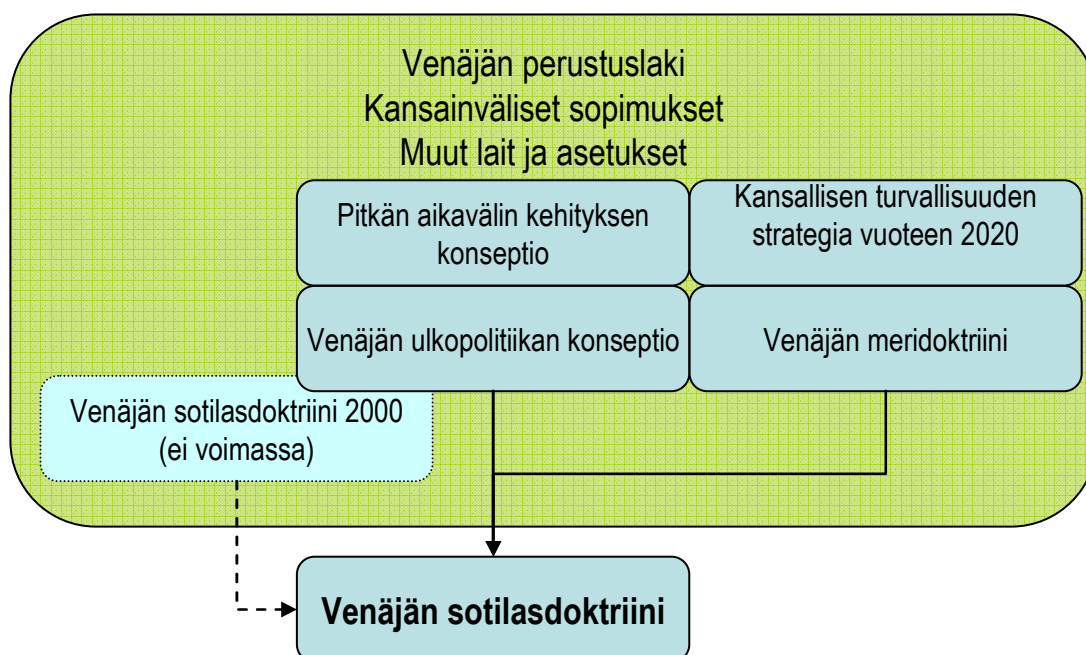 Venäjän perustuslaki
Kansainväliset sopimukset
Muut lait ja asetukset
Pitkän aikavälin kehityksen
konseptio
Kansallisen turvallisuuden
strategia vuoteen 2020
Venäjän ulkopolitiikan konseptio
Venäjän meridoktriini
Venäjän sotilasdoktriini 2000
(ei voimassa)
Venäjän sotilasdoktriini